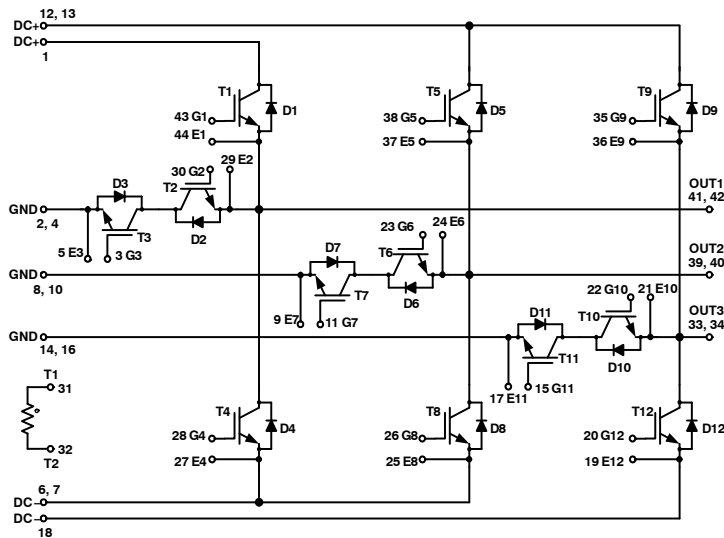 12, 13
DC+
DC+
1
T1
D1
43 G1
44 E1
T5
D5
38 G5
37 E5
T9
D9
35 G9
36 E9
D3
30 G2
29 E2
T2
GND
2, 4
T3
D2
5 E3
3 G3
OUT1
41, 42
23 G6
24 E6
D7
T6
GND
8, 10
T7
D6
9 E7
11 G7
OUT2
39, 40
22 G10
21 E10
D11
T10
GND
14, 16
T11
D10
17 E11
15 G11
OUT3
33, 34
T1
31
32
T2
T4
D4
28 G4
27 E4
T8
D8
26 G8
25 E8
T12
D12
20 G12
19 E12
6, 7
DC−
DC−
18